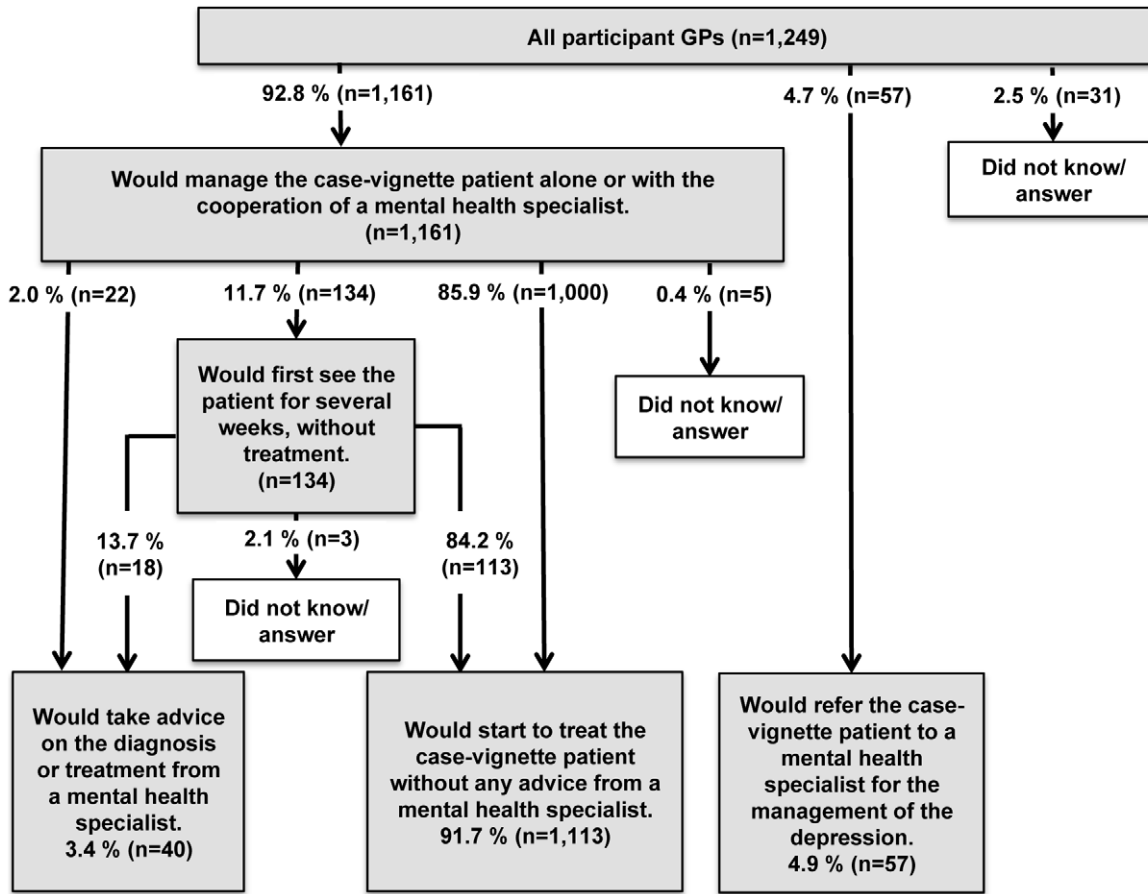 All participant GPs (n=1,249)
92.8 % (n=1,161)
4.7 % (n=57)
2.5 % (n=31)
Did not know/
answer
Would manage the case-vignette patient alone or with the
cooperation of a mental health specialist.
(n=1,161)
2.0 % (n=22)
11.7 % (n=134)
85.9 % (n=1,000)
0.4 % (n=5)
Would first see the
patient for several
weeks, without
treatment.
(n=134)
Did not know/
answer
13.7 %
(n=18)
2.1 % (n=3)
84.2 %
(n=113)
Did not know/
answer
Would take advice
on the diagnosis
or treatment from
a mental health
specialist.
3.4 % (n=40)
Would start to treat the
case-vignette patient
without any advice from a
mental health specialist.
91.7 % (n=1,113)
Would refer the case-
vignette patient to a
mental health
specialist for the
management of the
depression.
4.9 % (n=57)